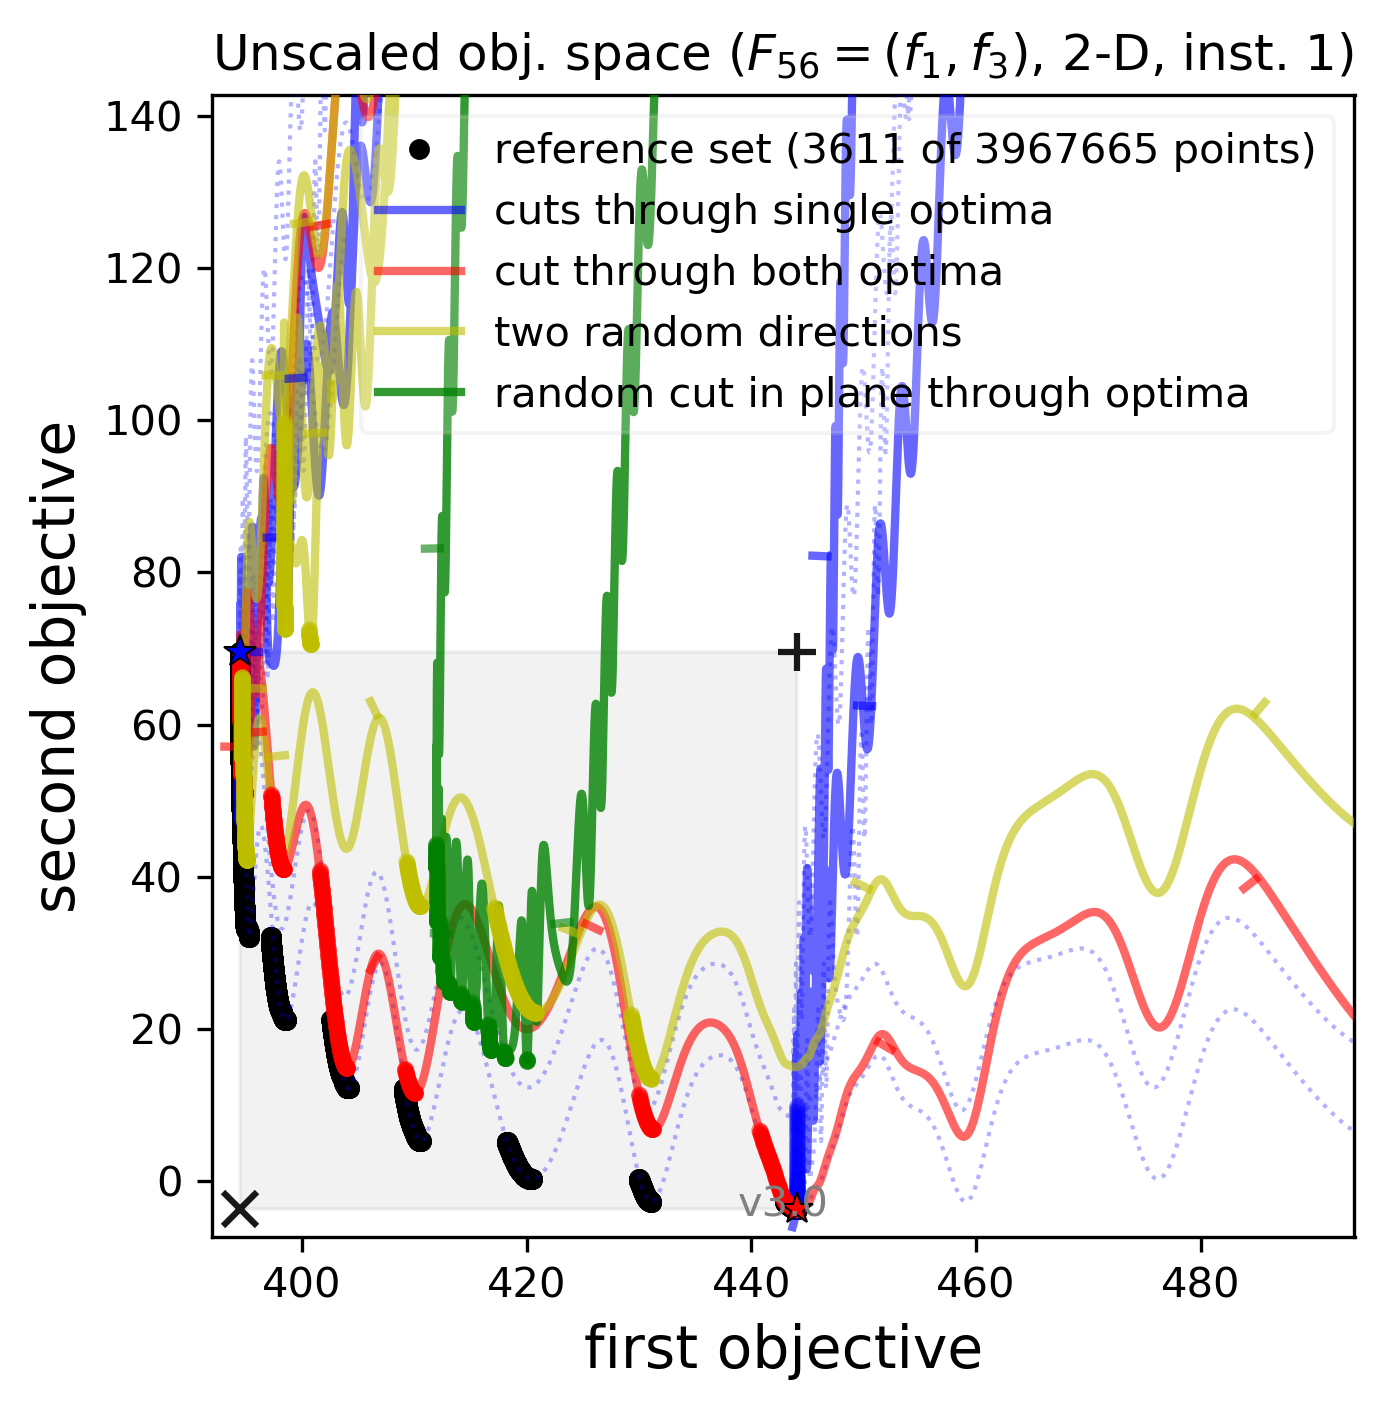 Unscaled obj. space ($F_{56} = (f_1, f_3)$, 2-D, inst. 1)
reference set (3611 of 3967665 points)
cuts through single optima
cut through both optima
two random directions
random cut in plane through optima
second objective
140
120
100
80
60
40
20
0
v3.0
400 420 440 460 480
first objective